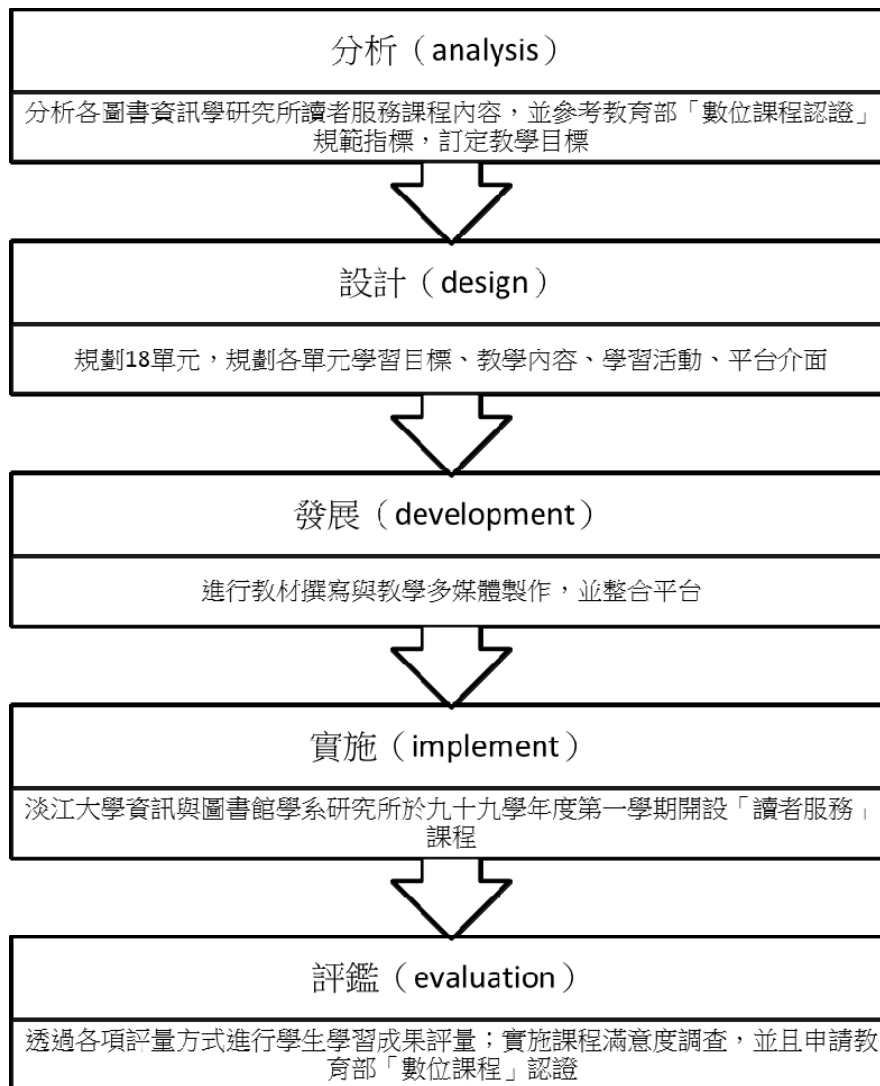 分析（analysis）
分析各圖書資訊學研究所讀者服務課程內容，並參考教育部「數位課程認證」
規範指標，訂定教學目標
設計（design）
規劃18單元，規劃各單元學習目標、教學內容、學習活動、平台介面
發展（development）
進行教材撰寫與教學多媒體製作，並整合平台
實施（implement）
淡江大學資訊與圖書館學系研究所於九十九學年度第一學期開設「讀者服務」
課程
評鑑（evaluation）
透過各項評量方式進行學生學習成果評量；實施課程滿意度調查，並且申請教
育部「數位課程」認證